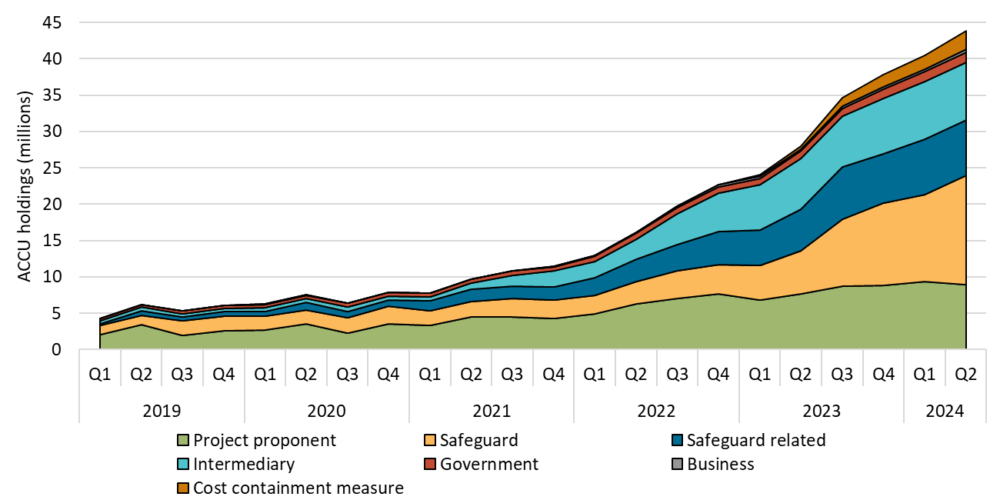 ACCU holdings (millions)
45
40
35
30
25
20
15
10
5
0
Q1 Q2 Q3 Q4 Q1 Q2 Q3 Q4 Q1 Q2 Q3 Q4 Q1 Q2 Q3 Q4 Q1 Q2 Q3 Q4 Q1 Q2
2019 2020 2021 2022 2023 2024
Project proponent Safeguard Safeguard related
Intermediary Government Business
Cost containment measure